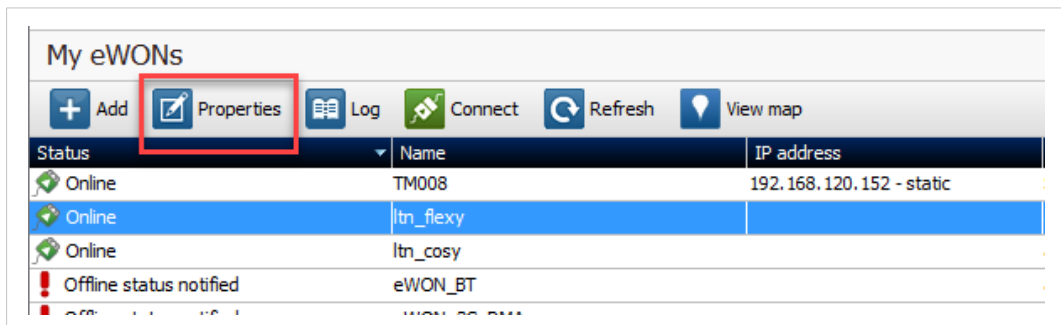 My eWONs
Add Properties Log Connect Refresh View map
Status Name IP address
Online TM008 192.168.120.152 - static
Online ltn_flexy
Online ltn_cosy
Offline status notified eWON_BT